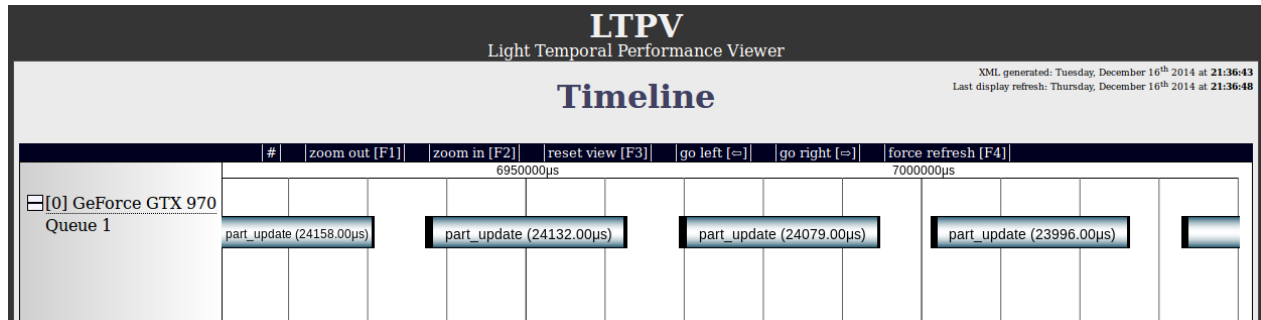 LTPV
Light Temporal Performance Viewer
XML generated: Tuesday, December 16th 2014 at 21:36:43
Last display refresh: Thursday, December 16th 2014 at 21:36:48
Timeline
# zoom out [F1] zoom in [F2] reset view [F3] go left [⇦] go right [⇨] force refresh [F4]
6950000µs 7000000µs
[0] GeForce GTX 970
Queue 1
part_update (24158.00µs) part_update (24132.00µs) part_update (24079.00µs) part_update (23996.00µs)